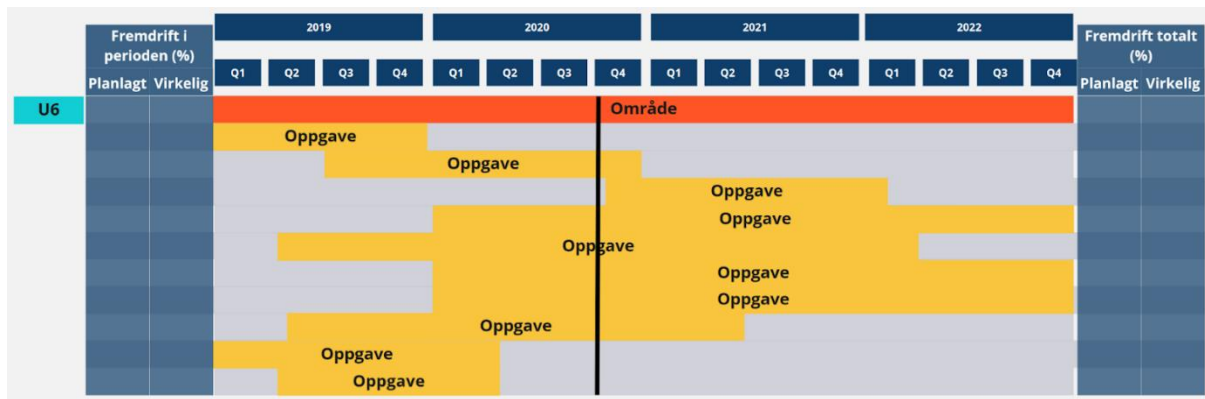 Fremdrift i
perioden (%)
Planlagt Virkelig
2019 2020 2021 2022
Q1 Q2 Q3 Q4 Q1 Q2 Q3 Q4 Q1 Q2 Q3 Q4 Q1 Q2 Q3 Q4
Fremdrift totalt
(%)
Planlagt Virkelig
U6 Område
Oppgave
Oppgave
Oppgave
Oppgave
Oppgave
Oppgave
Oppgave
Oppgave
Oppgave
Oppgave